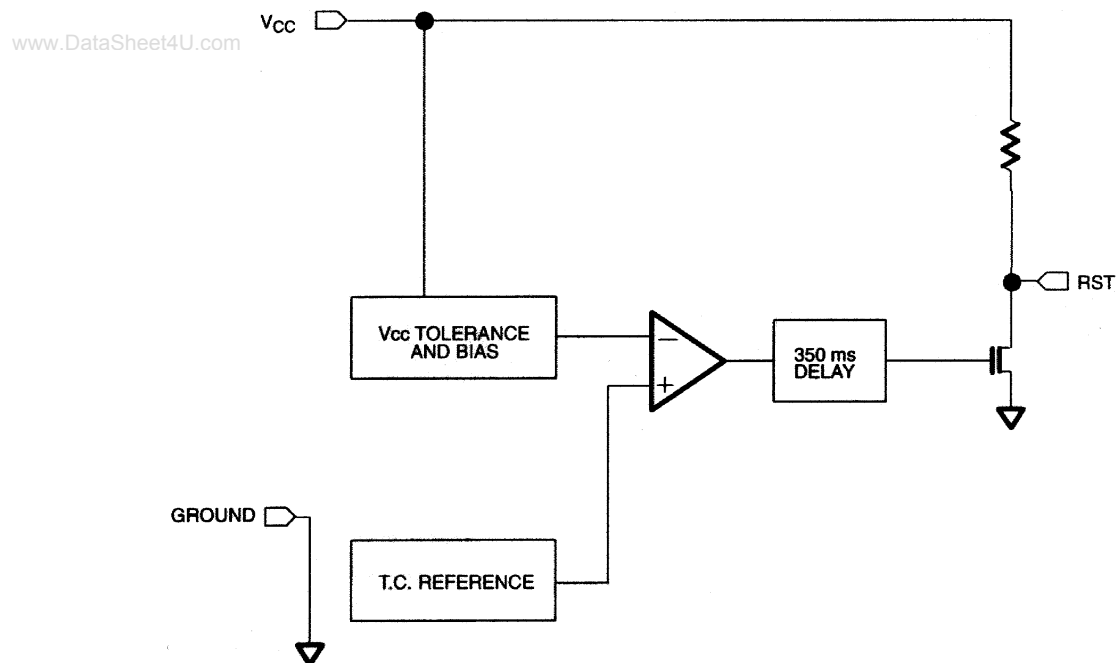 VCC
www.DataSheet4U.com
RST
Vcc TOLERANCE
AND BIAS
−
+
350 ms
DELAY
GROUND
T.C. REFERENCE